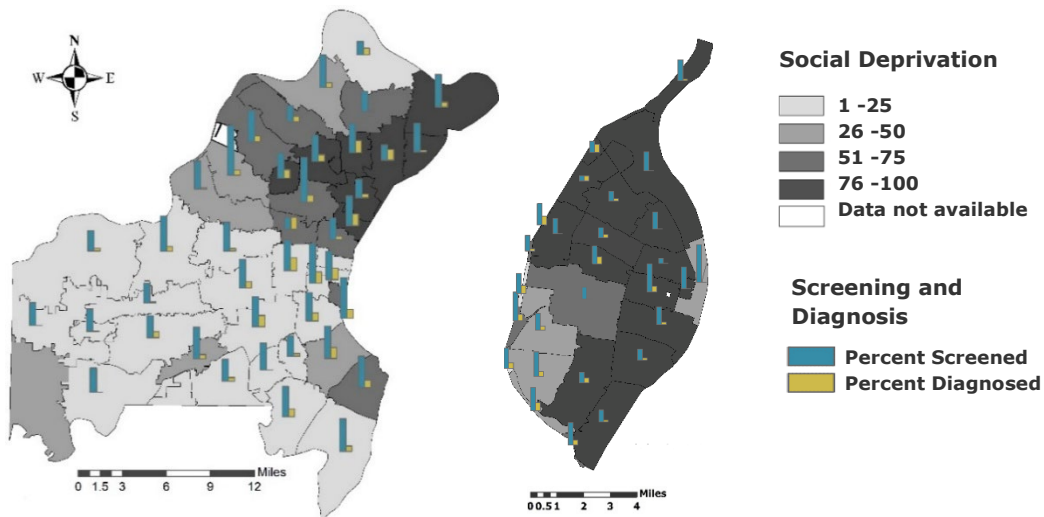 N
W E
S
Miles
0 1.5 3 6 9 12
Miles
0 0.5 1 2 3 4
Social Deprivation
1 -25
26 -50
51 -75
76 -100
Data not available
Screening and
Diagnosis
Percent Screened
Percent Diagnosed